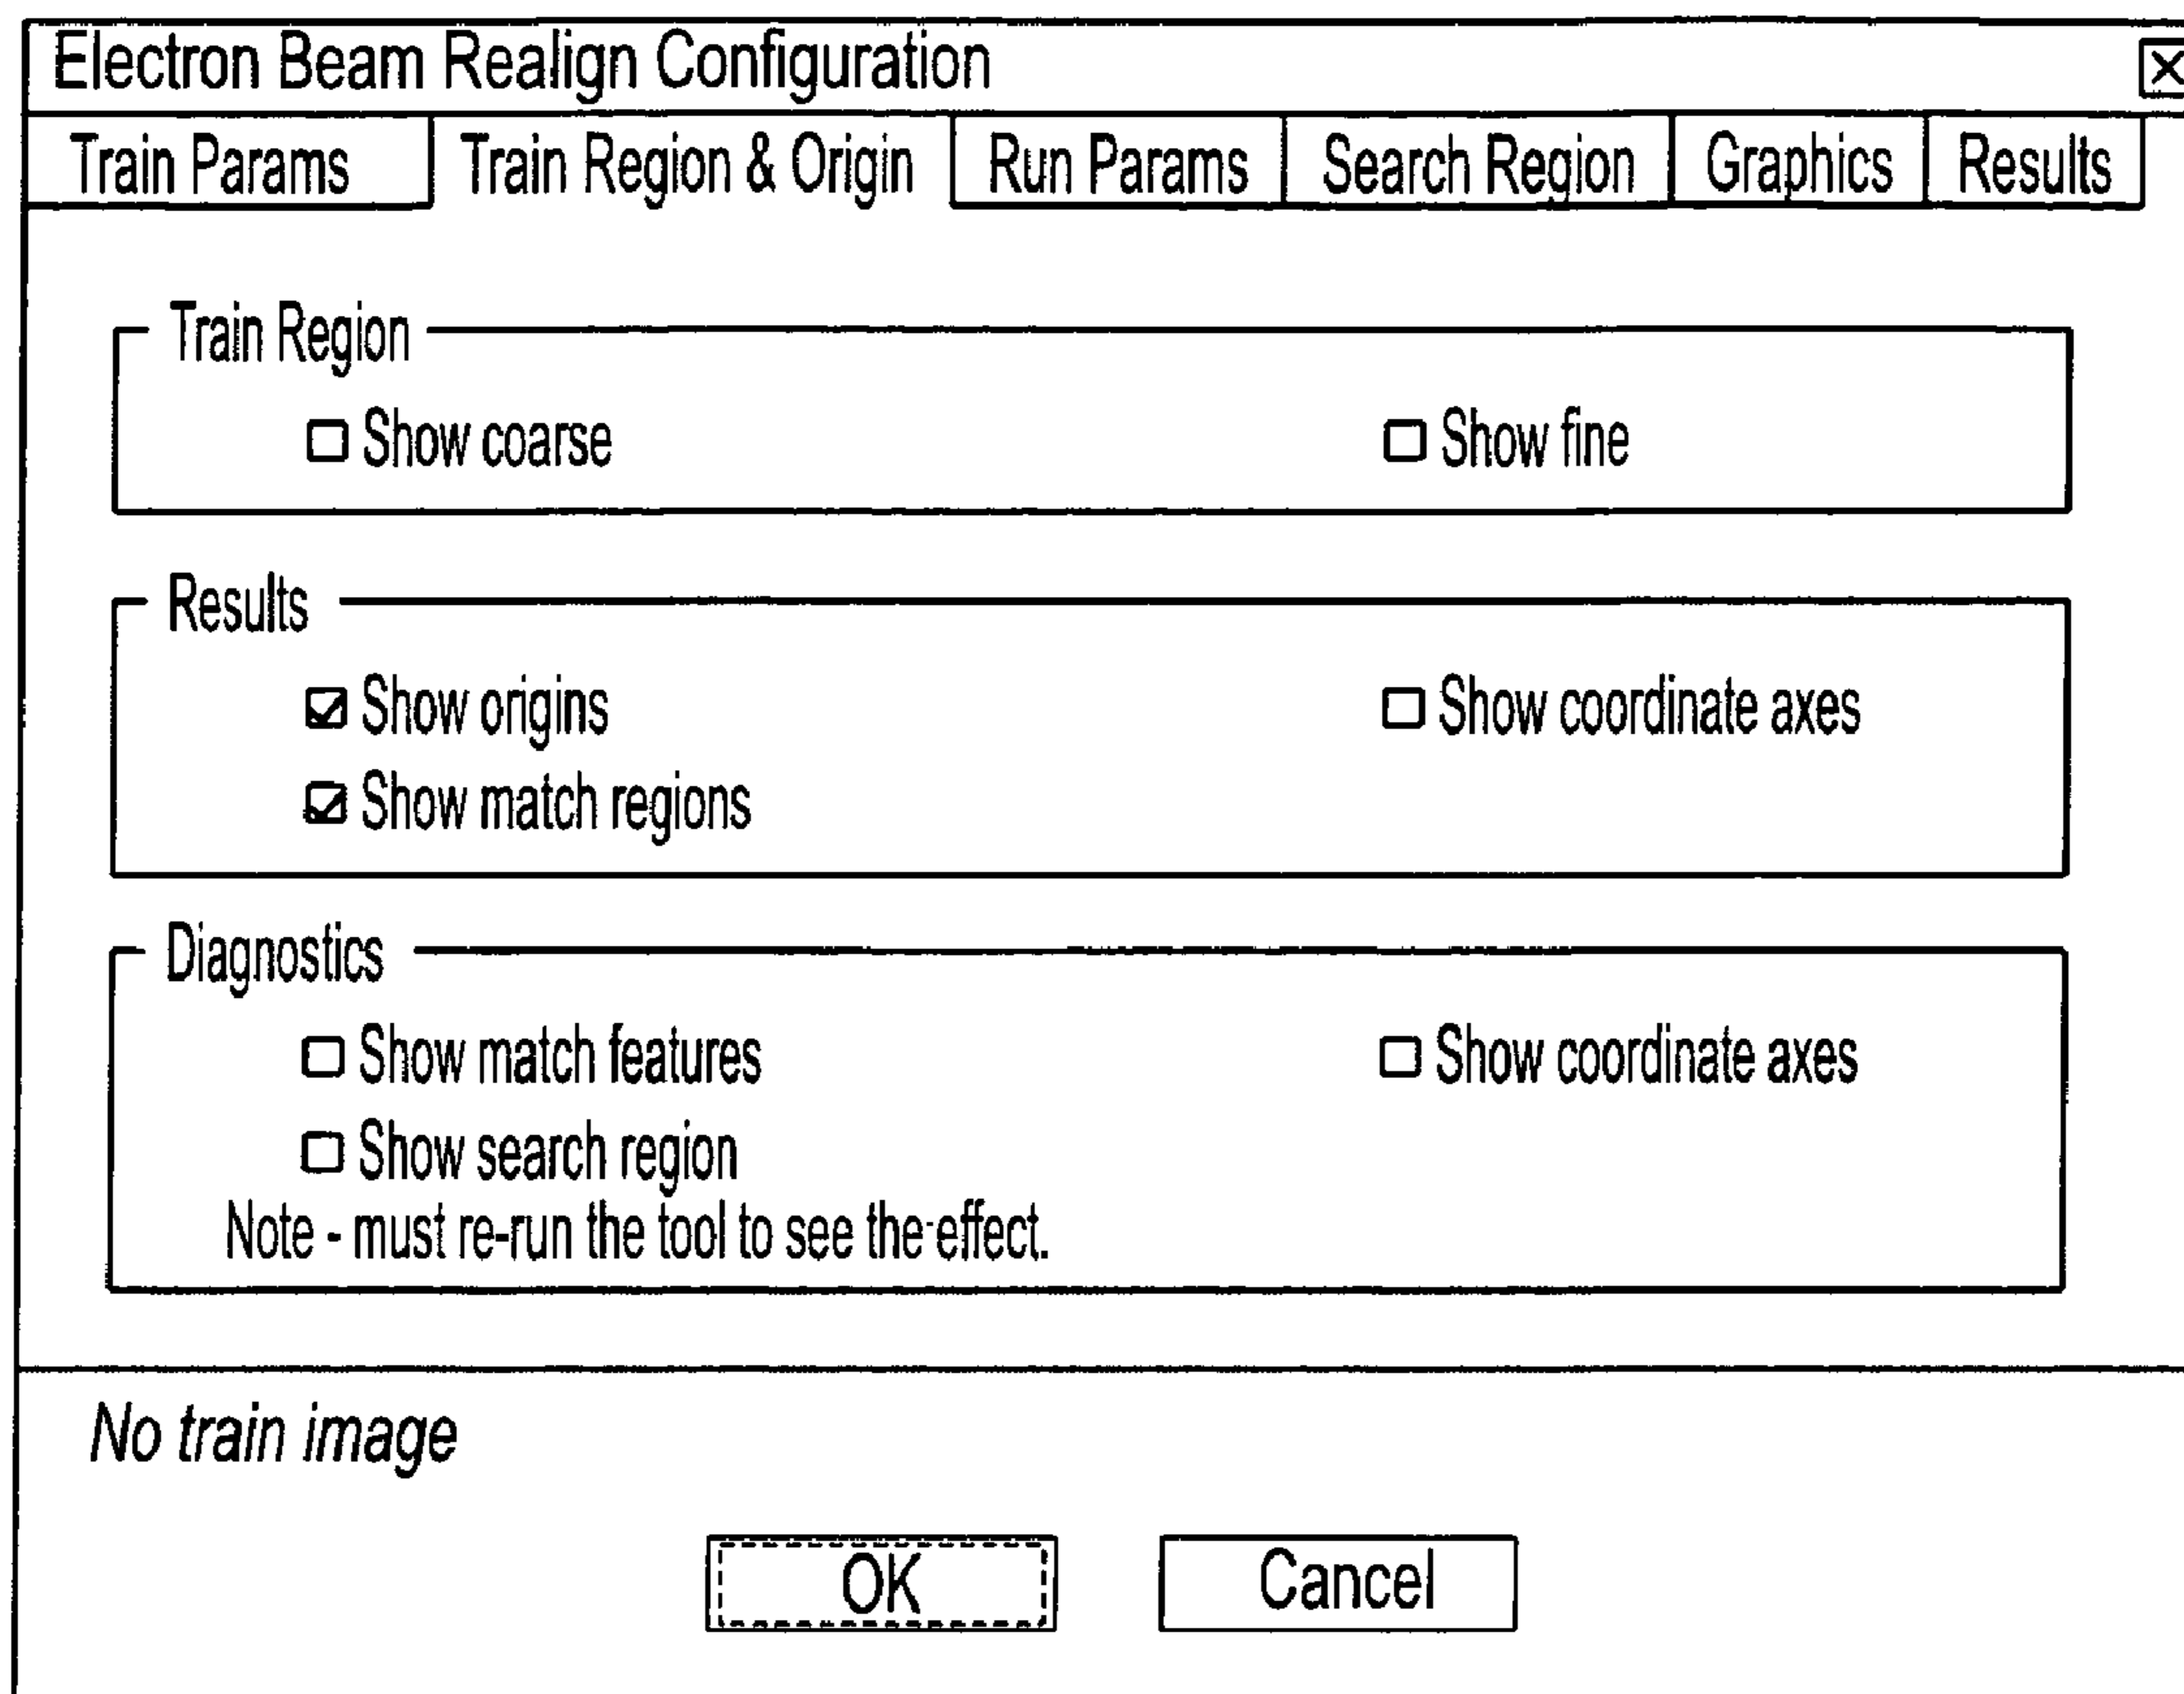 Electron Beam Realign Configuration
Train Params Train Region & Origin Run Params Search Region Graphics Results
Train Region
Show coarse Show fine
Results
Show origins Show coordinate axes
Show match regions
Diagnostics
Show match features Show coordinate axes
Show search region
Note - must re-run the tool to see the effect.
No train image
OK Cancel